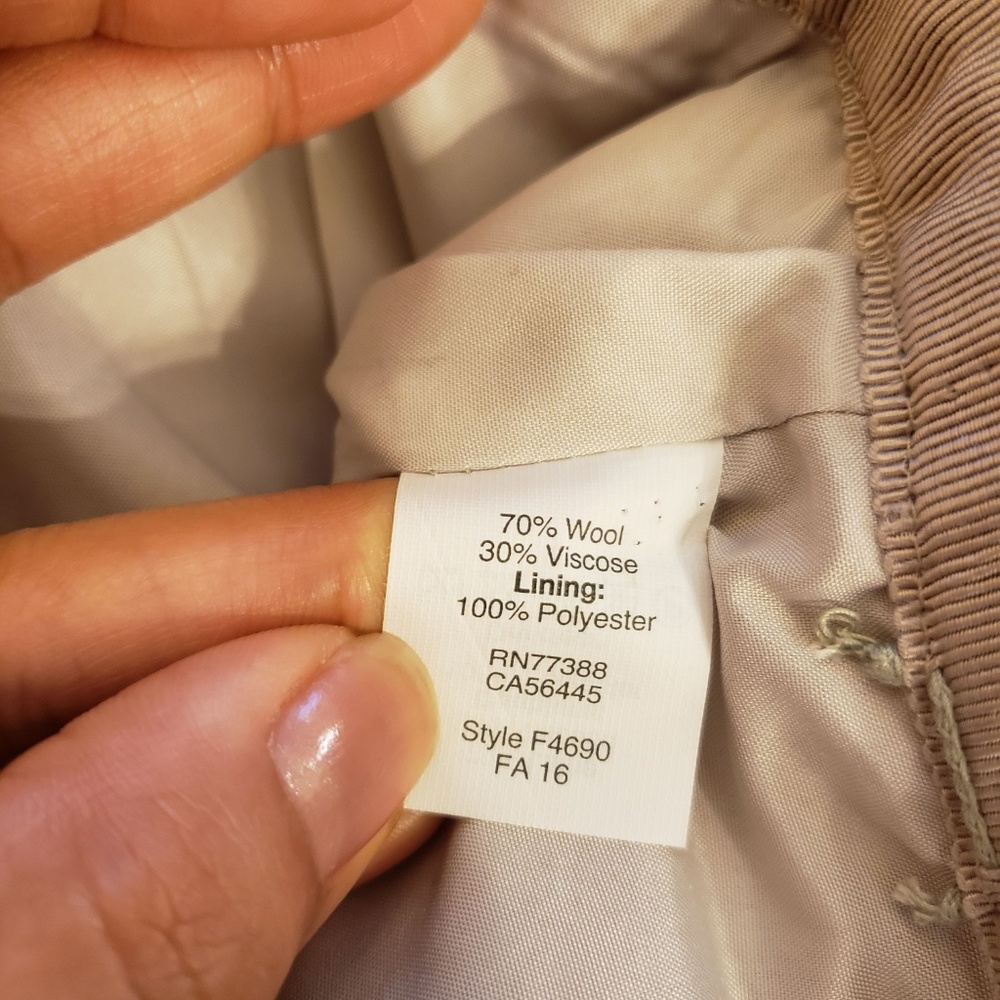 70% Wool
30% Viscose
Lining:
100% Polyester
RN77388
CA56445
Style F4690
FA 16